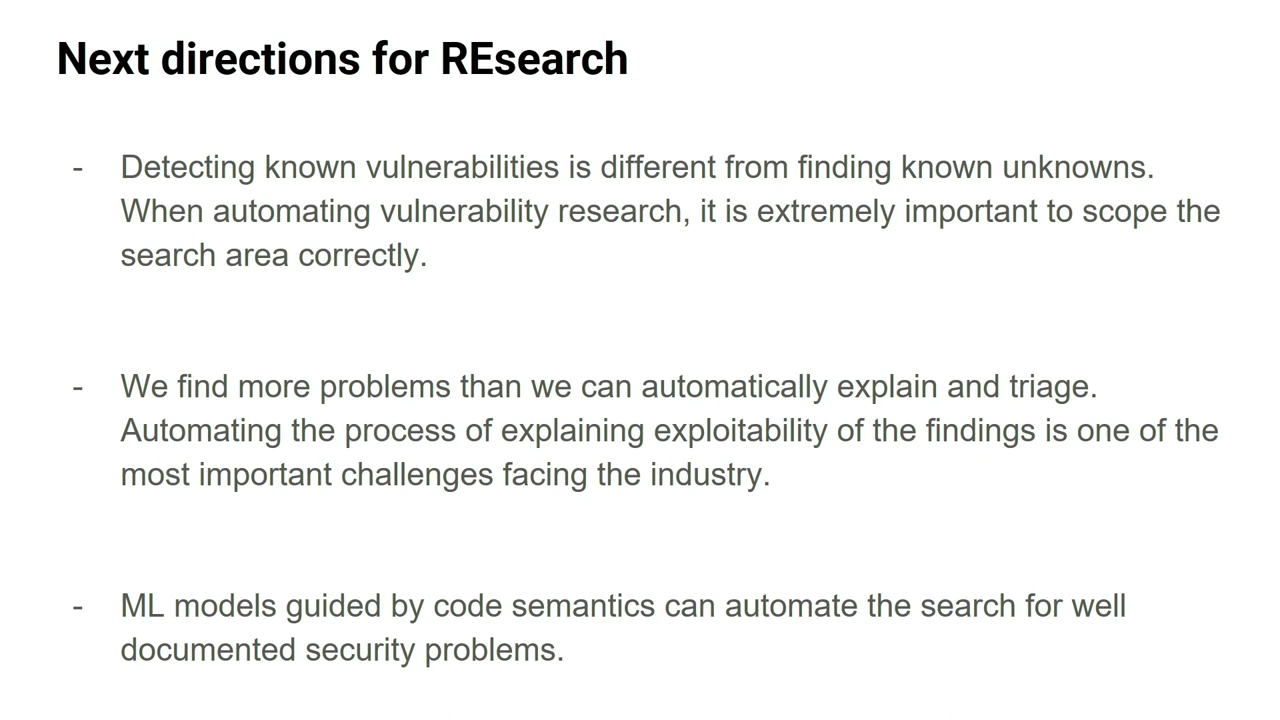 Next directions for REsearch
- Detecting known vulnerabilities is different from finding known unknowns.
When automating vulnerability research, it is extremely important to scope the
search area correctly.
- We find more problems than we can automatically explain and triage.
Automating the process of explaining exploitability of the findings is one of the
most important challenges facing the industry.
- ML models guided by code semantics can automate the search for well
documented security problems.